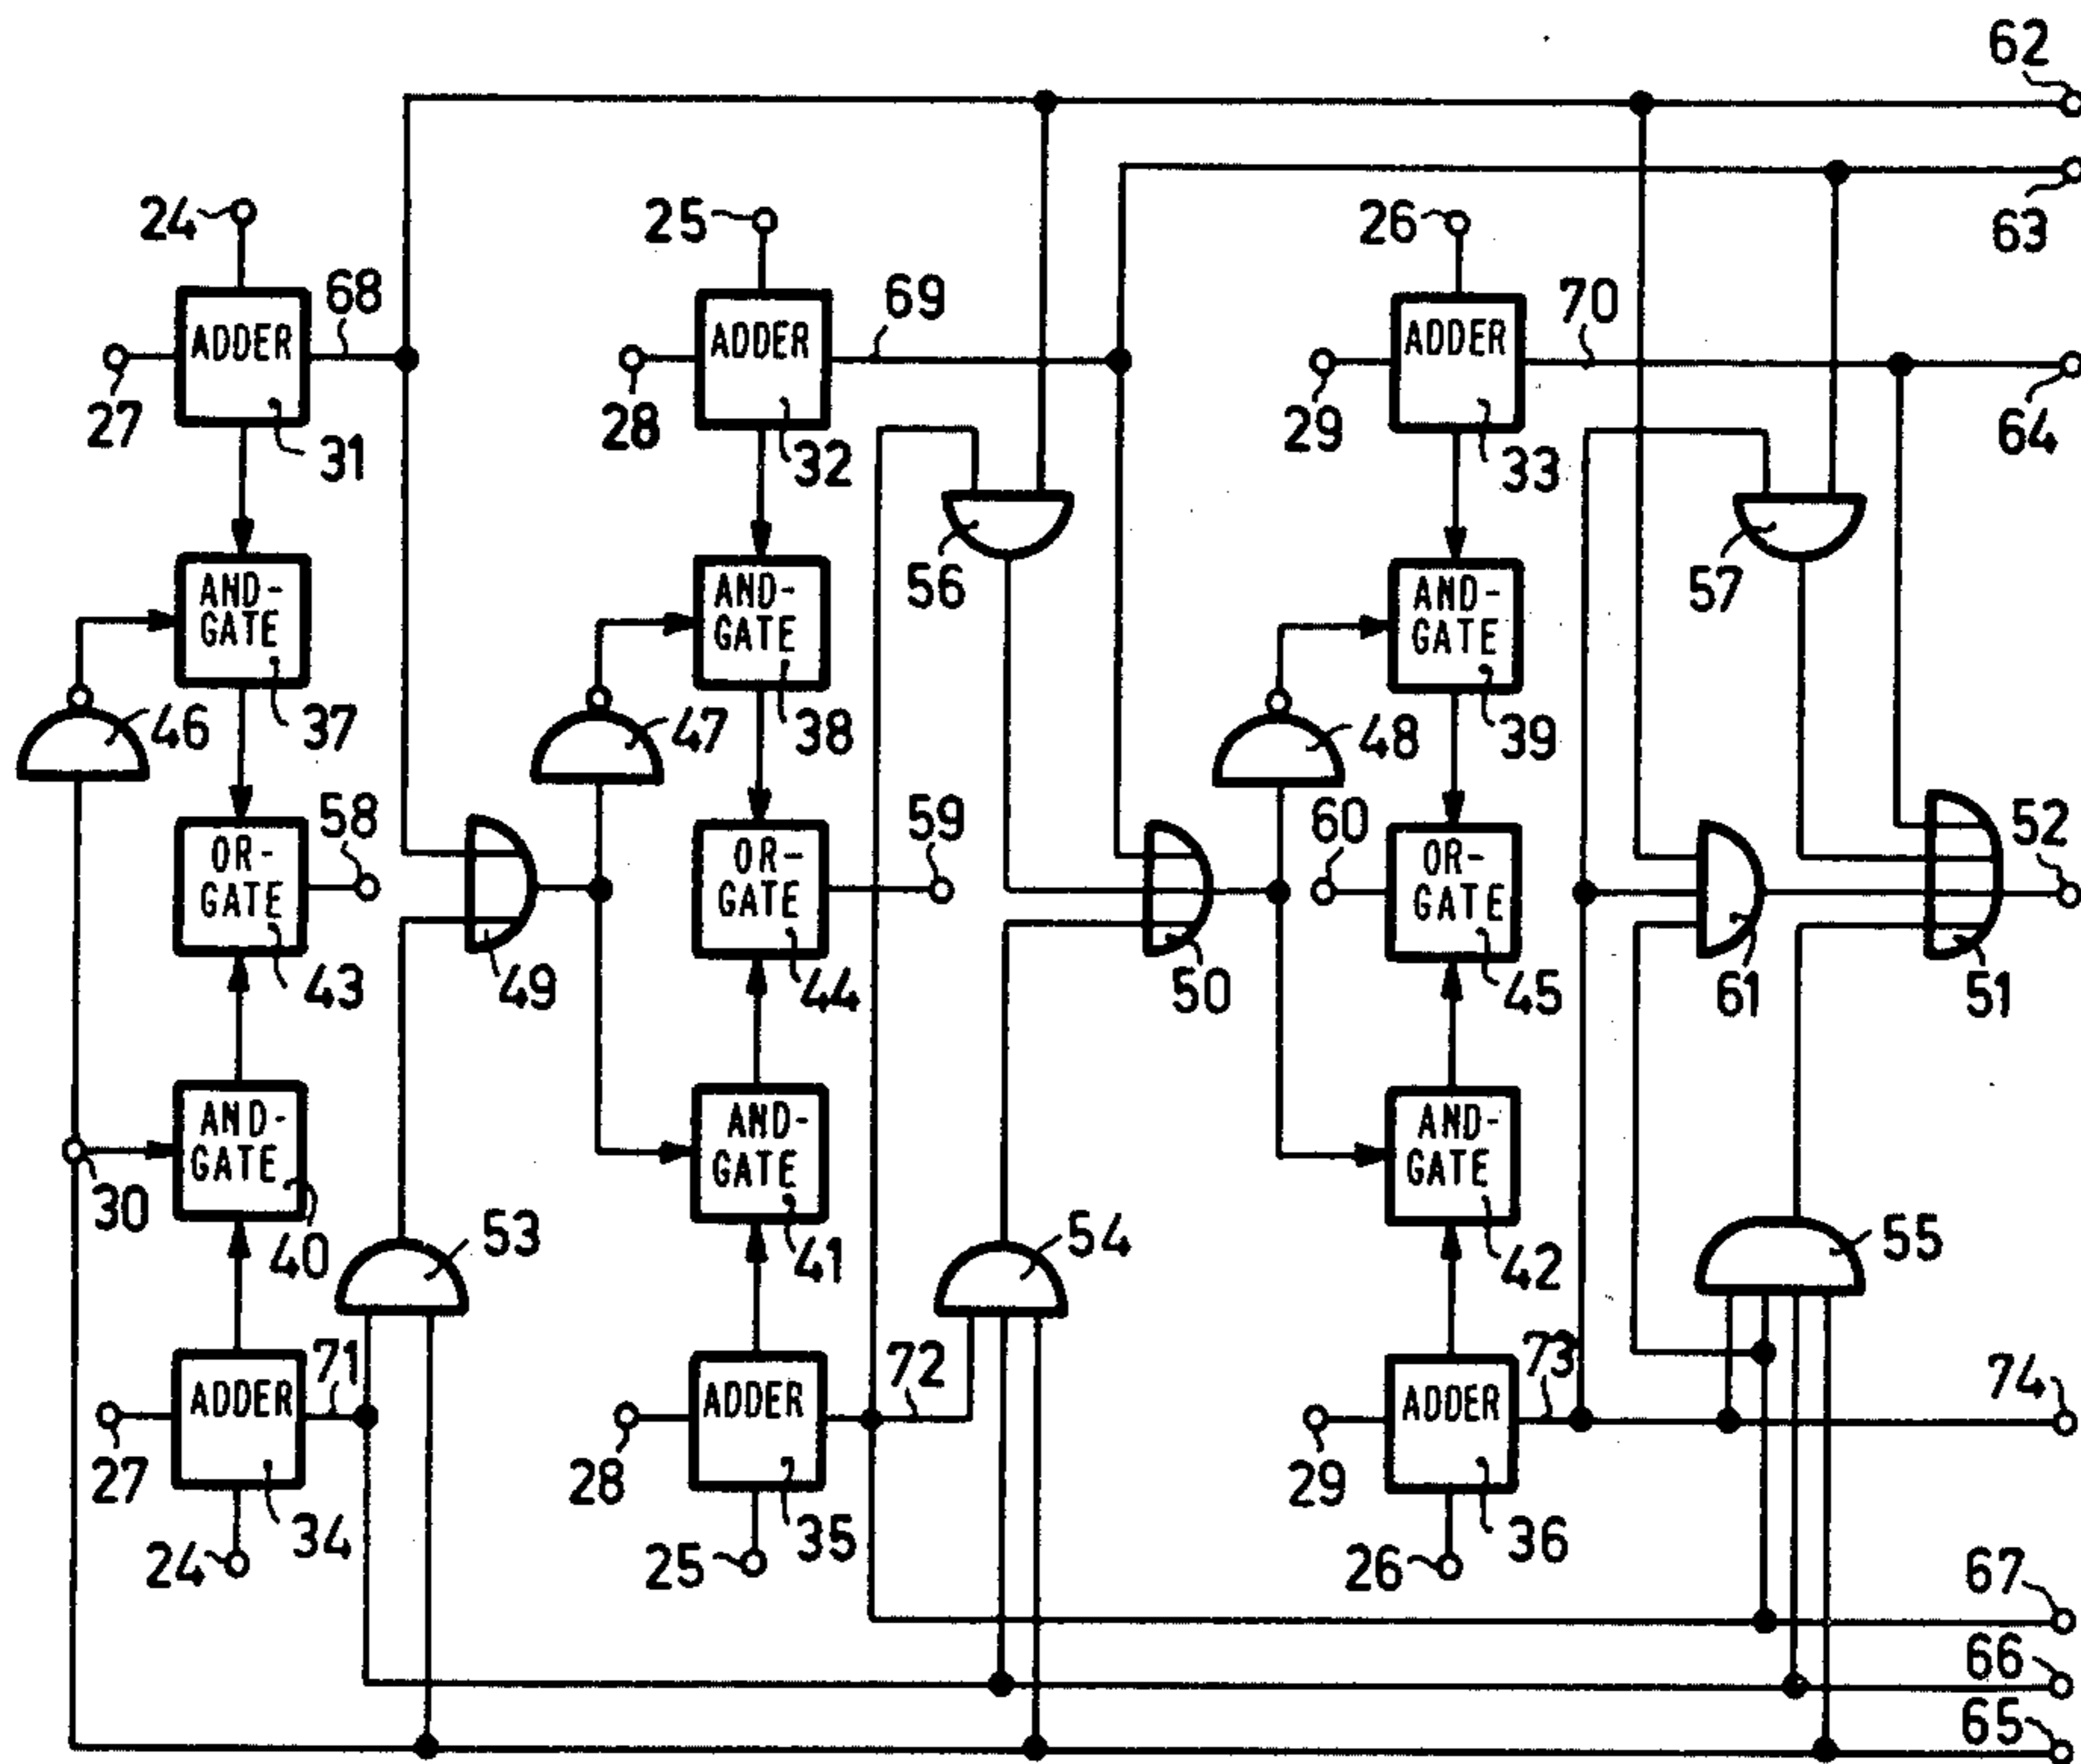 62
63
24 25 26
ADDER 68 ADDER 69 ADDER 70
27 28 29 64
31 32 33
AND-GATE AND-GATE 56 AND-GATE 57
46 37 47 38 48 39
58 59 60 52
OR-GATE OR-GATE OR-GATE
43 49 44 50 45 61 51
AND-GATE AND-GATE AND-GATE
30 40 53 41 54 42 55
ADDER 71 ADDER 72 ADDER 73 74
27 34 28 35 29 36
24 25 26
67
66
65